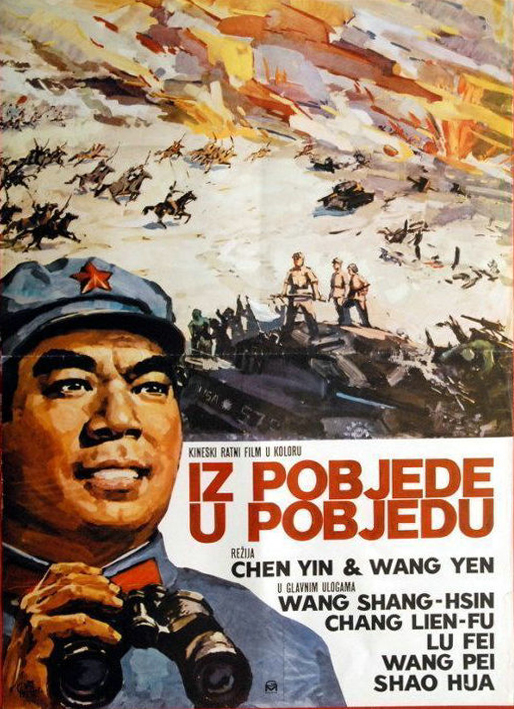 USA
KINESKI RATNI FILM U KOLORU
IZ POBJEDE
U POBJEDU
REŽIJA
CHEN YIN & WANG YEN
U GLAVNIM ULOGAMA
WANG SHANG-HSIN
CHANG LIEN-FU
LU FEI
WANG PEI
SHAO HUA